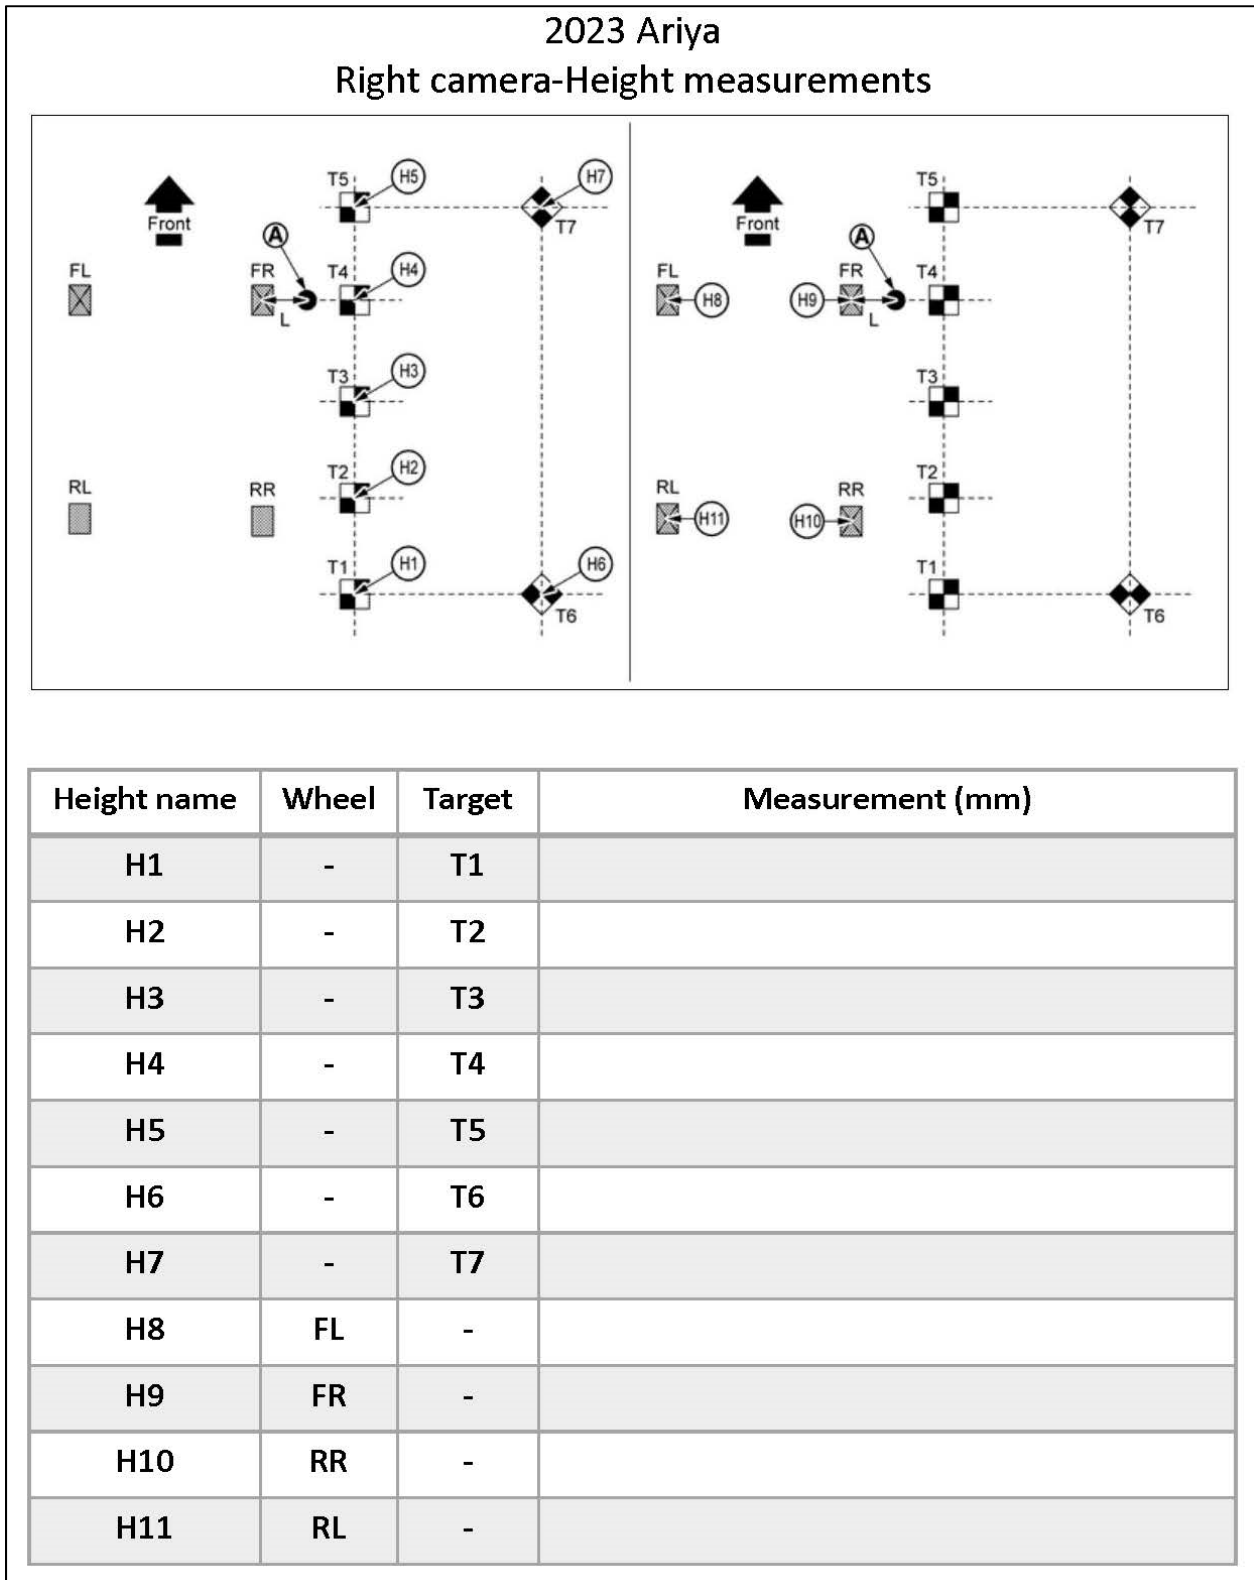 2023 Ariya
Right camera-Height measurements
T5 H5 H7
Front
T7
A
FL FR T4 H4
L
T3 H3
RL RR T2 H2
T1 H1 H6
T6
T5
Front
T7
A
FL FR T4
H8 H9
L
T3
RL RR T2
H11 H10
T1
T6
Height name Wheel Target Measurement (mm)
H1 - T1
H2 - T2
H3 - T3
H4 - T4
H5 - T5
H6 - T6
H7 - T7
H8 FL -
H9 FR -
H10 RR -
H11 RL -